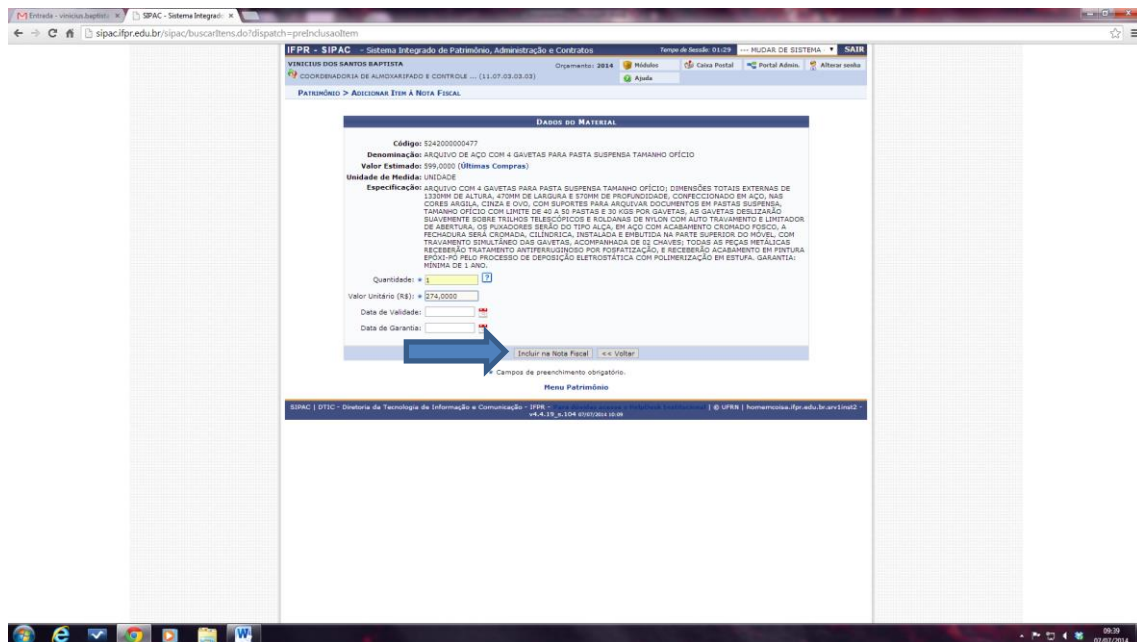 Entrada - vinicius.baptist
SIPAC - Sistema Integrad
sipac.ifpr.edu.br/sipac/buscarItens.do?dispatch=preInclusaoItem
IFPR - SIPAC - Sistema Integrado de Patrimônio, Administração e Contratos
Tempo de Sessão: 01:29
--- MUDAR DE SISTEMA -
SAIR
VINICIUS DOS SANTOS BAPTISTA
Orçamento: 2014
Módulos
Caixa Postal
Portal Admin.
Alterar senha
COORDENADORIA DE ALMOXARIFADO E CONTROLE ... (11.07.03.03.03)
Ajuda
PATRIMÔNIO > ADICIONAR ITEM À NOTA FISCAL
DADOS DO MATERIAL
Código: 5242000000477
Denominação: ARQUIVO DE AÇO COM 4 GAVETAS PARA PASTA SUSPENSA TAMANHO OFÍCIO
Valor Estimado: 599,0000 (Últimas Compras)
Unidade de Medida: UNIDADE
Especificação: ARQUIVO COM 4 GAVETAS PARA PASTA SUSPENSA TAMANHO OFÍCIO; DIMENSÕES TOTAIS EXTERNAS DE
1330MM DE ALTURA, 470MM DE LARGURA E 570MM DE PROFUNDIDADE, CONFECCIONADO EM AÇO, NAS
CORES ARGILA, CINZA E OVO, COM SUPORTES PARA ARQUIVAR DOCUMENTOS EM PASTAS SUSPENSA,
TAMANHO OFÍCIO COM LIMITE DE 40 A 50 PASTAS E 30 KGS POR GAVETAS, AS GAVETAS DESLIZARÃO
SUAVEMENTE SOBRE TRILHOS TELESCÓPICOS E ROLDANAS DE NYLON COM AUTO TRAVAMENTO E LIMITADOR
DE ABERTURA, OS PUXADORES SERÃO DO TIPO ALÇA, EM AÇO COM ACABAMENTO CROMADO FOSCO, A
FECHADURA SERÁ CROMADA, CILÍNDRICA, INSTALADA E EMBUTIDA NA PARTE SUPERIOR DO MÓVEL, COM
TRAVAMENTO SIMULTÂNEO DAS GAVETAS, ACOMPANHADA DE 02 CHAVES; TODAS AS PEÇAS METÁLICAS
RECEBERÃO TRATAMENTO ANTIFERRUGINOSO POR FOSFATIZAÇÃO, E RECEBERÃO ACABAMENTO EM PINTURA
EPÓXI-PÓ PELO PROCESSO DE DEPOSIÇÃO ELETROSTÁTICA COM POLIMERIZAÇÃO EM ESTUFA. GARANTIA:
MÍNIMA DE 1 ANO.
Quantidade: 1
Valor Unitário (R$): 274,0000
Data de Validade:
Data de Garantia:
Incluir na Nota Fiscal
<< Voltar
Campos de preenchimento obrigatório.
Menu Patrimônio
SIPAC | DTIC - Diretoria da Tecnologia de Informação e Comunicação - IFPR - | © UFRN | homemcoisa.ifpr.edu.br.srv1inst2 -
v4.4.19_s.104 07/07/2014 10:09
09:39
07/07/2014